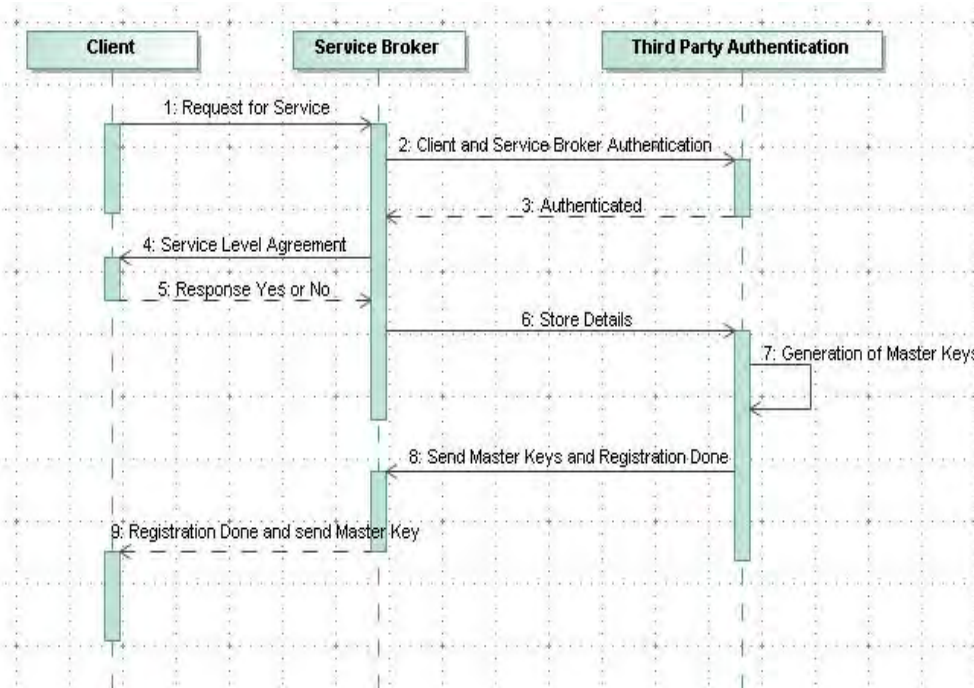 Client
Service Broker
Third Party Authentication
1: Request for Service
2: Client and Service Broker Authentication
3: Authenticated
4: Service Level Agreement
5: Response Yes or No
6: Store Details
7: Generation of Master Keys
8: Send Master Keys and Registration Done
9: Registration Done and send Master Key